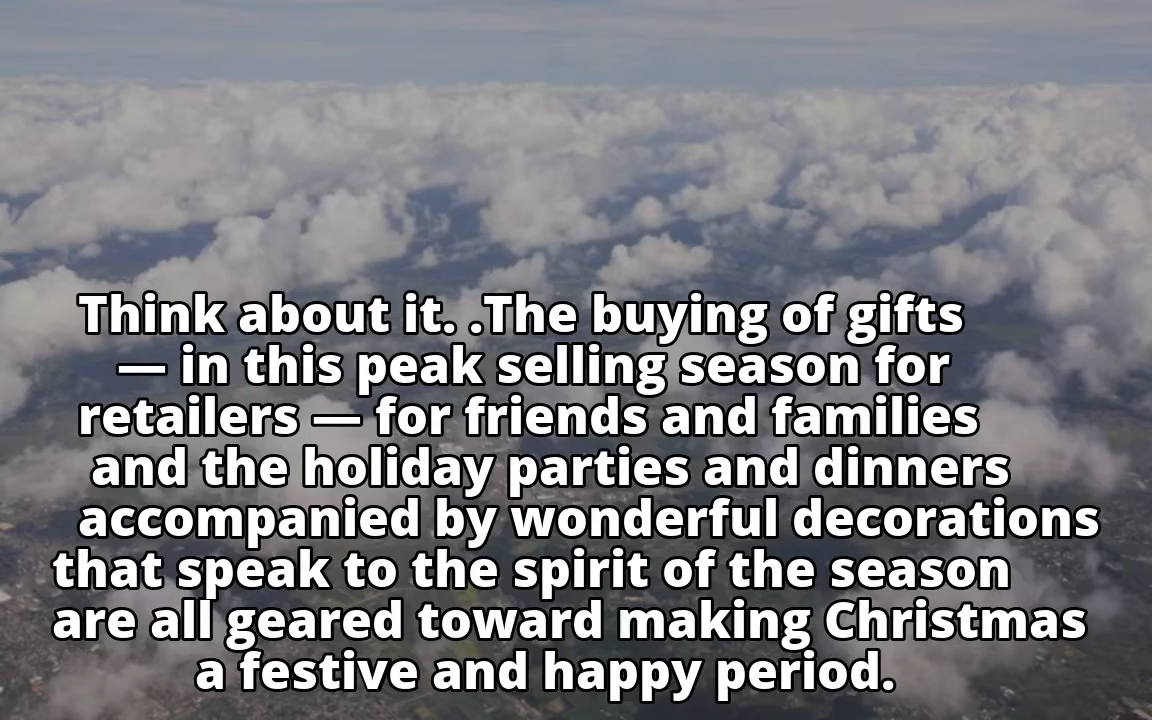 Think about it. .The buying of gifts
— in this peak selling season for
retailers — for friends and families
and the holiday parties and dinners
accompanied by wonderful decorations
that speak to the spirit of the season
are all geared toward making Christmas
a festive and happy period.